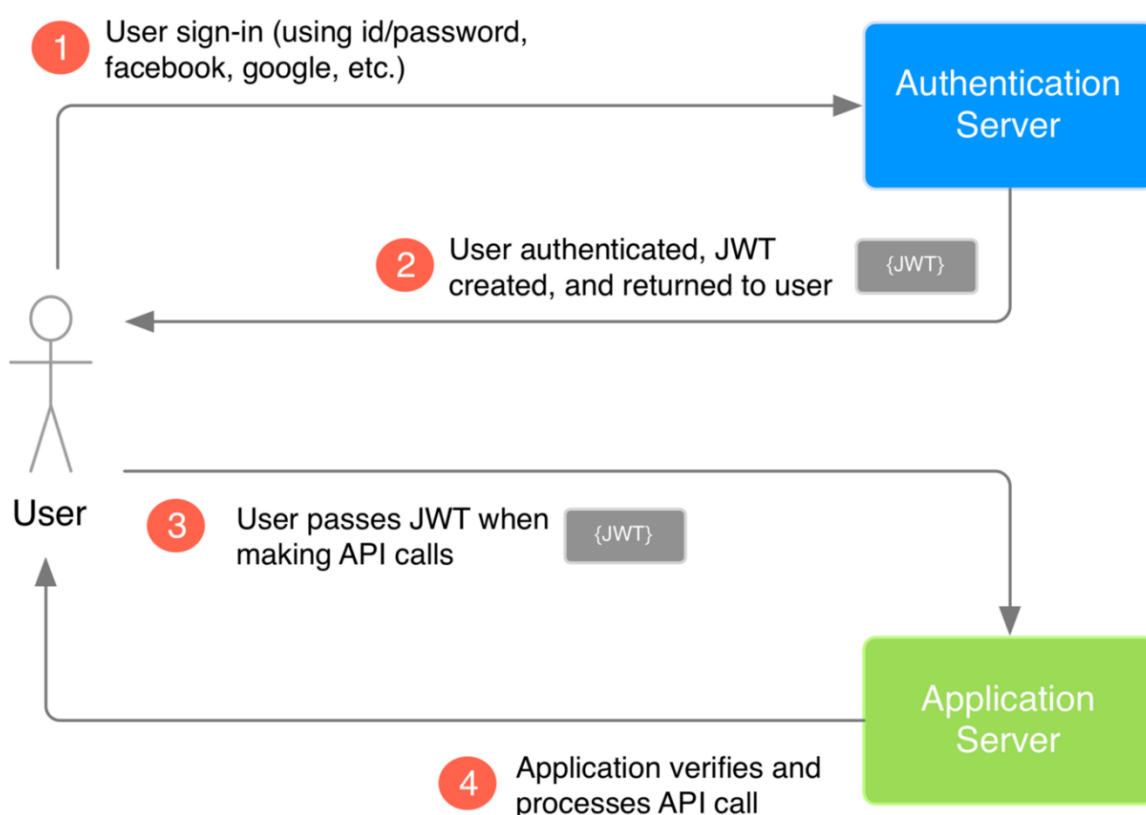 1
User sign-in (using id/password,
facebook, google, etc.)
Authentication
Server
2
User authenticated, JWT
created, and returned to user
{JWT}
User
3
User passes JWT when
making API calls
{JWT}
Application
Server
4
Application verifies and
processes API call